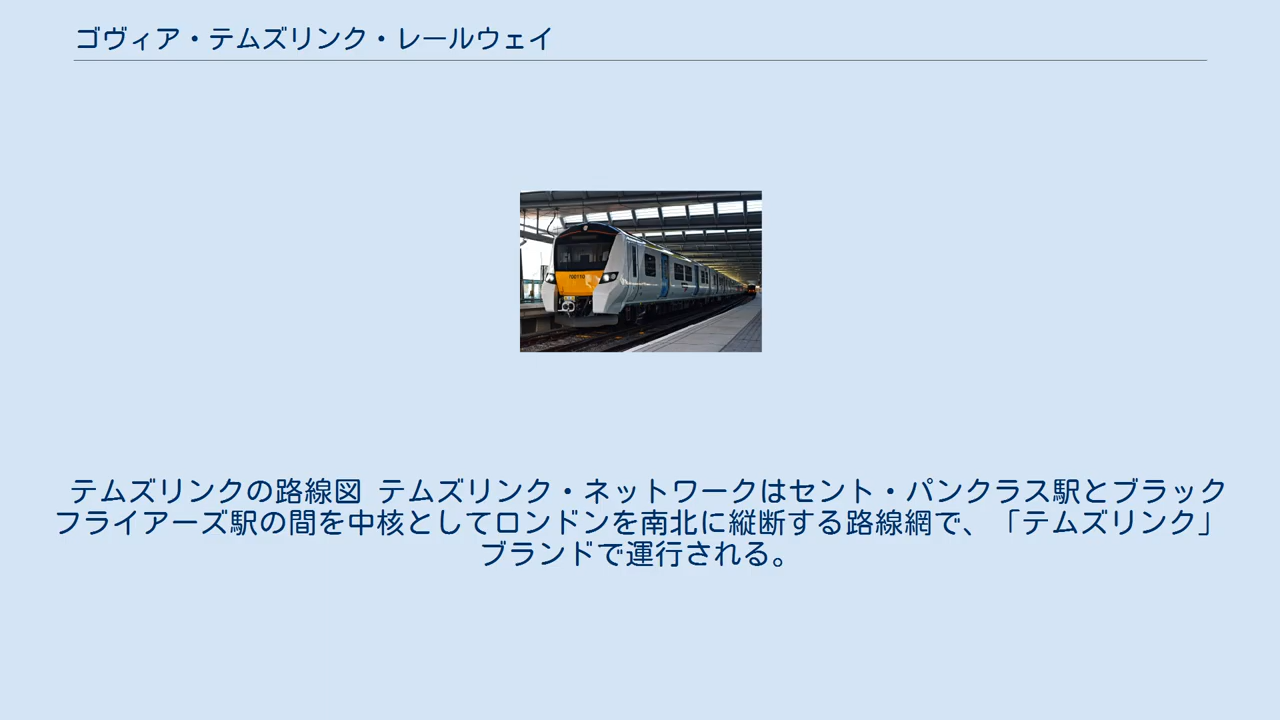 ゴヴィア・テムズリンク・レールウェイ
テムズリンクの路線図 テムズリンク・ネットワークはセント・パンクラス駅とブラック
フライアーズ駅の間を中核としてロンドンを南北に縦断する路線網で、「テムズリンク」
ブランドで運行される。